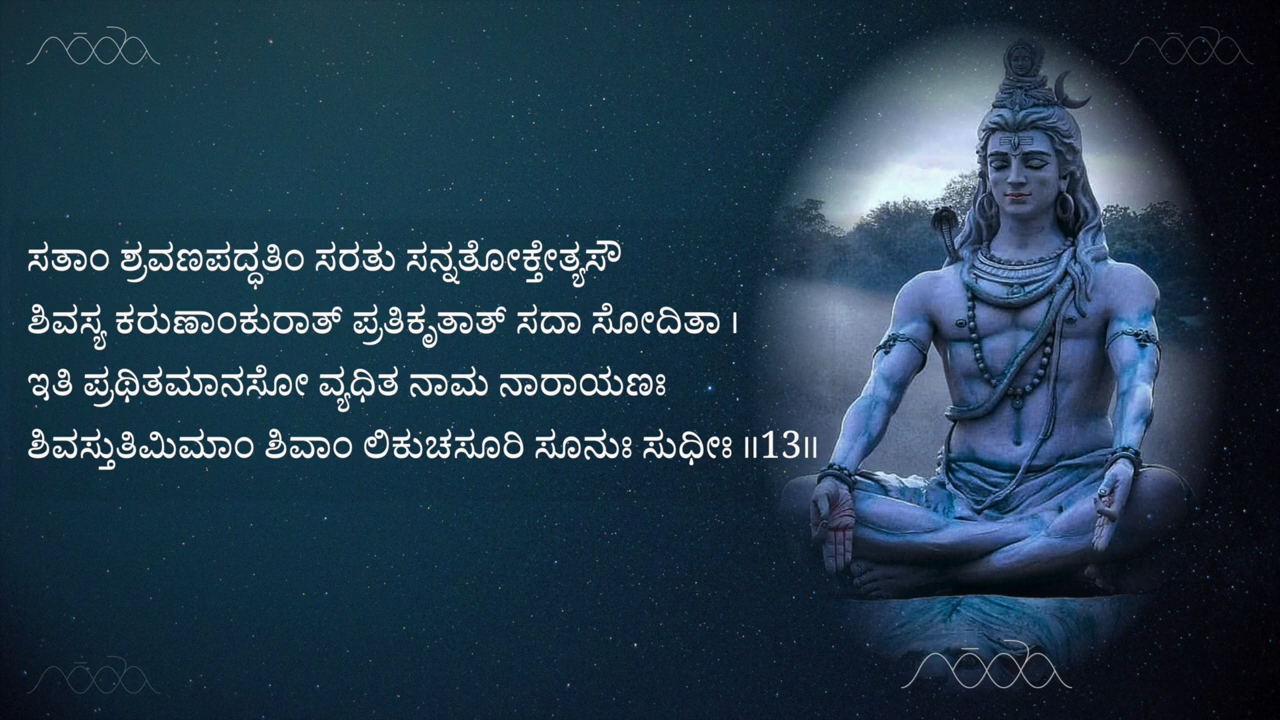 ಸತಾಂ ಶ್ರವಣಪದ್ಧತಿಂ ಸರತು ಸನ್ನತೋಕ್ತೇತ್ಯಸೌ
ಶಿವಸ್ಯ ಕರುಣಾಂಕುರಾತ್ ಪ್ರತಿಕೃತಾತ್ ಸದಾ ಸೋದಿತಾ ।
ಇತಿ ಪ್ರಥಿತಮಾನಸೋ ವ್ಯಧಿತ ನಾಮ ನಾರಾಯಣಃ
ಶಿವಸ್ತುತಿಮಿಮಾಂ ಶಿವಾಂ ಲಿಕುಚಸೂರಿ ಸೂನುಃ ಸುಧೀಃ ॥13॥